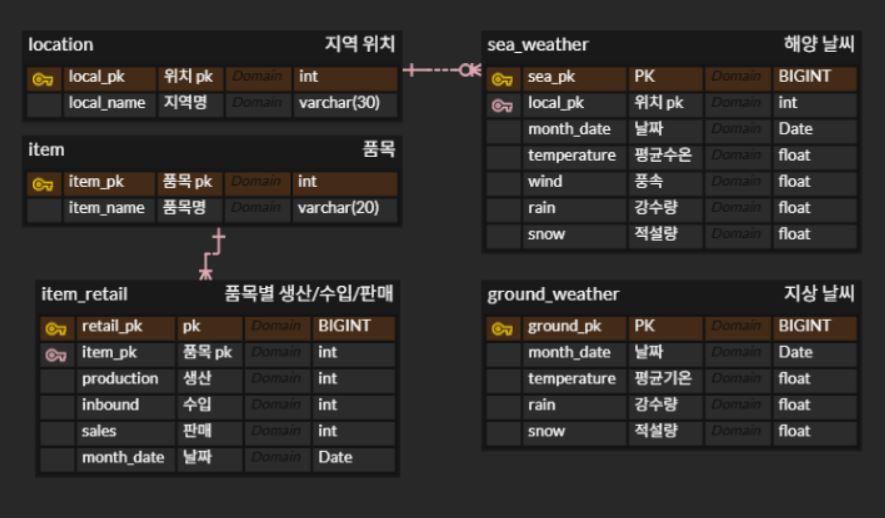 location 지역 위치
local_pk 위치 pk Domain int
local_name 지역명 Domain varchar(30)
item 품목
item_pk 품목 pk Domain int
item_name 품목명 Domain varchar(20)
item_retail 품목별 생산/수입/판매
retail_pk pk Domain BIGINT
item_pk 품목 pk Domain int
production 생산 Domain int
inbound 수입 Domain int
sales 판매 Domain int
month_date 날짜 Domain Date
sea_weather 해양 날씨
sea_pk PK Domain BIGINT
local_pk 위치 pk Domain int
month_date 날짜 Domain Date
temperature 평균수온 Domain float
wind 풍속 Domain float
rain 강수량 Domain float
snow 적설량 Domain float
ground_weather 지상 날씨
ground_pk PK Domain BIGINT
month_date 날짜 Domain Date
temperature 평균기온 Domain float
rain 강수량 Domain float
snow 적설량 Domain float